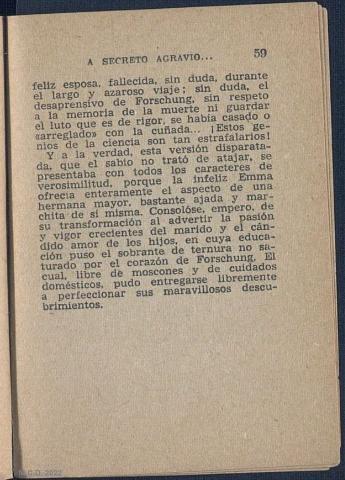 A SECRETO AGRAVIO... 59
feliz esposa, fallecida, sin duda, durante
el largo y azaroso viaje; sin duda, el
desaprensivo de Forschung, sin respeto
a la memoria de la muerte ni guardar
el luto que es de rigor, se había casado o
«arreglado» con la cuñada... ¡Estos ge-
nios de la ciencia son tan estrafalarios!
Y a la verdad, esta versión disparata-
da, que el sabio no trató de atajar, se
presentaba con todos los caracteres de
verosimilitud, porque la infeliz Emma
ofrecía enteramente el aspecto de una
hermana mayor, bastante ajada y mar-
chita de sí misma. Consolóse, empero, de
su transformación al advertir la pasión
y vigor crecientes del marido y el cán-
dido amor de los hijos, en cuya educa-
ción puso el sobrante de ternura no sa-
turado por el corazón de Forschung. El
cual, libre de moscones y de cuidados
domésticos, pudo entregarse libremente
a perfeccionar sus maravillosos descu-
brimientos.
C.D. 2022